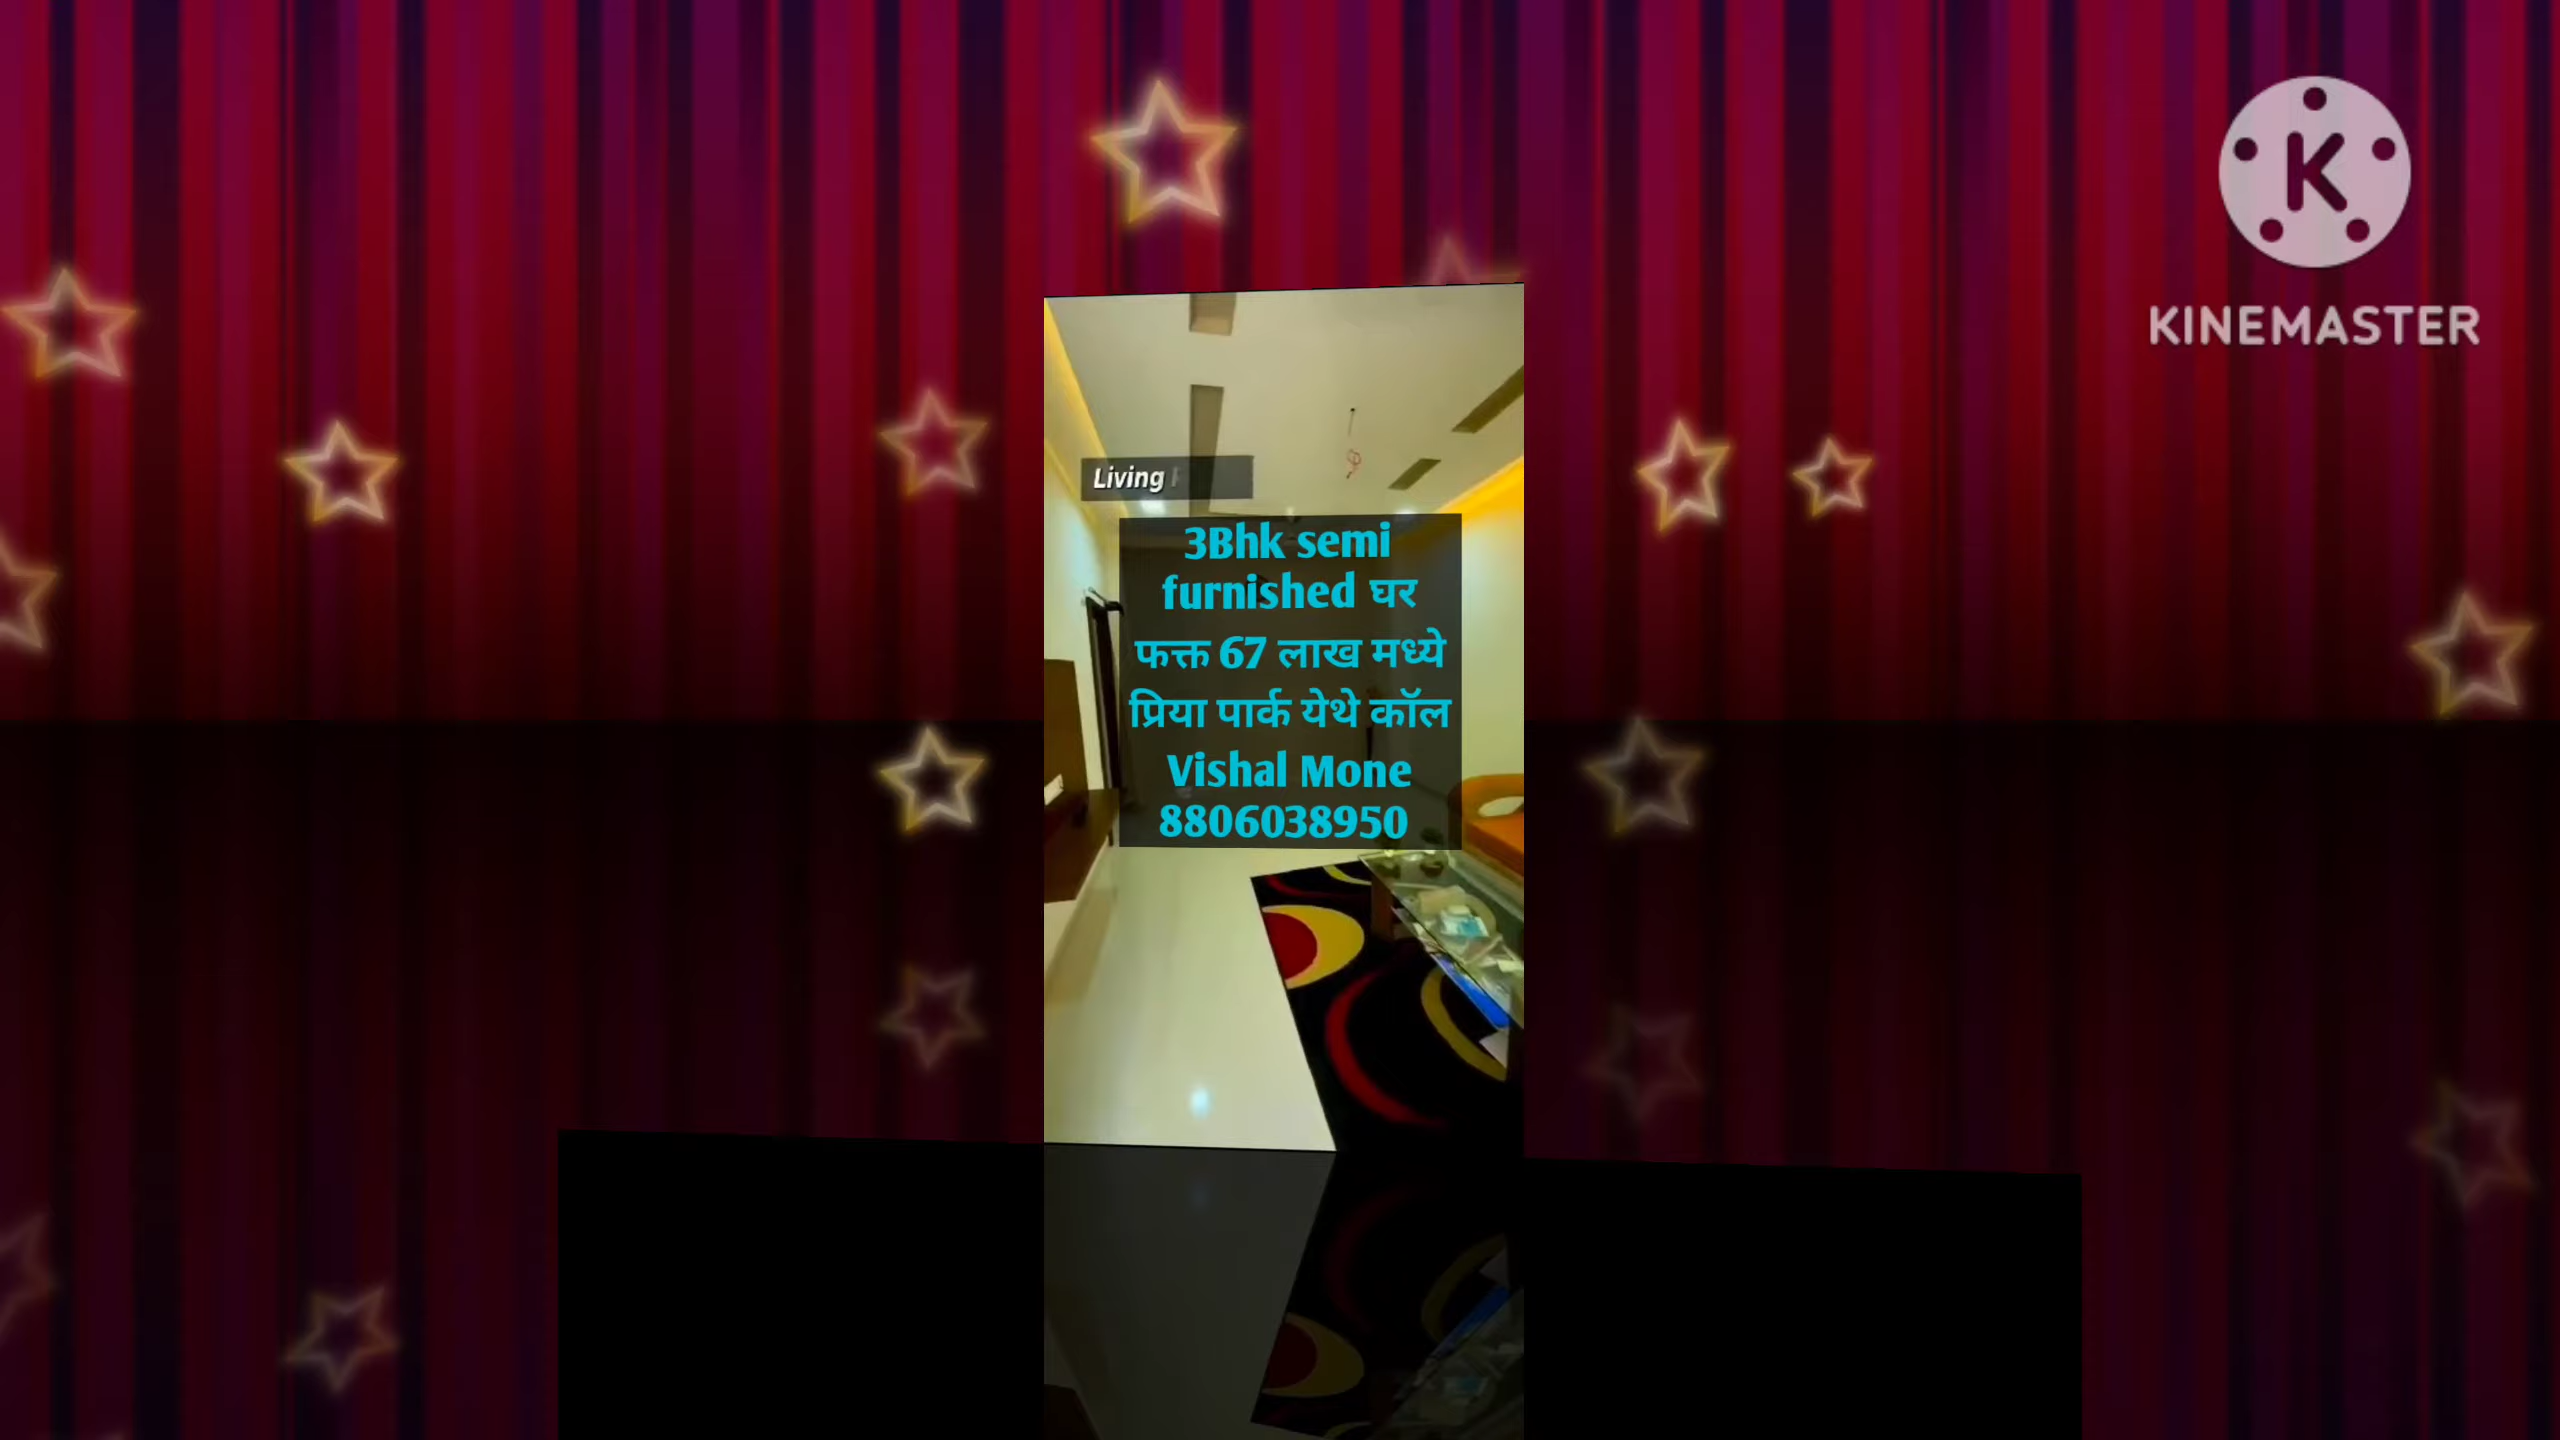 KINEMASTER
Living
3Bhk semi
furnished घर
फक्त 67 लाख मध्ये
प्रिया पार्क येथे कॉल
Vishal Mone
8806038950